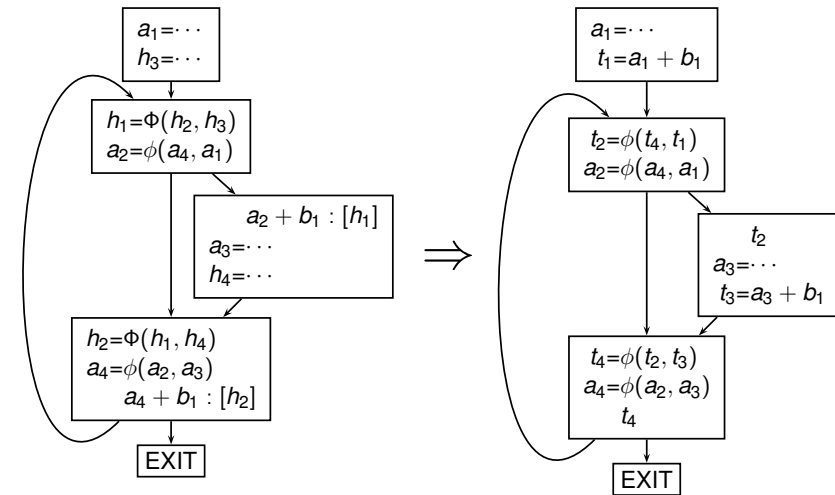 a₁=⋯
h₃=⋯
h₁=Φ(h₂, h₃)
a₂=ϕ(a₄, a₁)
a₂ + b₁ : [h₁]
a₃=⋯
h₄=⋯
h₂=Φ(h₁, h₄)
a₄=ϕ(a₂, a₃)
a₄ + b₁ : [h₂]
EXIT
⇒
a₁=⋯
t₁=a₁ + b₁
t₂=ϕ(t₄, t₁)
a₂=ϕ(a₄, a₁)
t₂
a₃=⋯
t₃=a₃ + b₁
t₄=ϕ(t₂, t₃)
a₄=ϕ(a₂, a₃)
t₄
EXIT